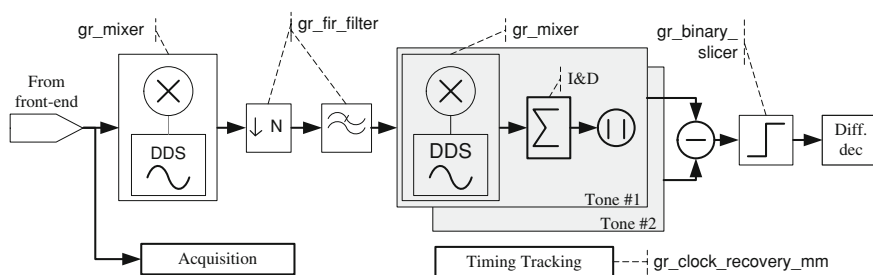 gr_mixer
gr_fir_filter
gr_mixer
gr_binary_
slicer
From
front-end
I&D
↓ N
DDS
DDS
Σ
Diff.
dec
Tone #1
Tone #2
Acquisition
Timing Tracking
gr_clock_recovery_mm